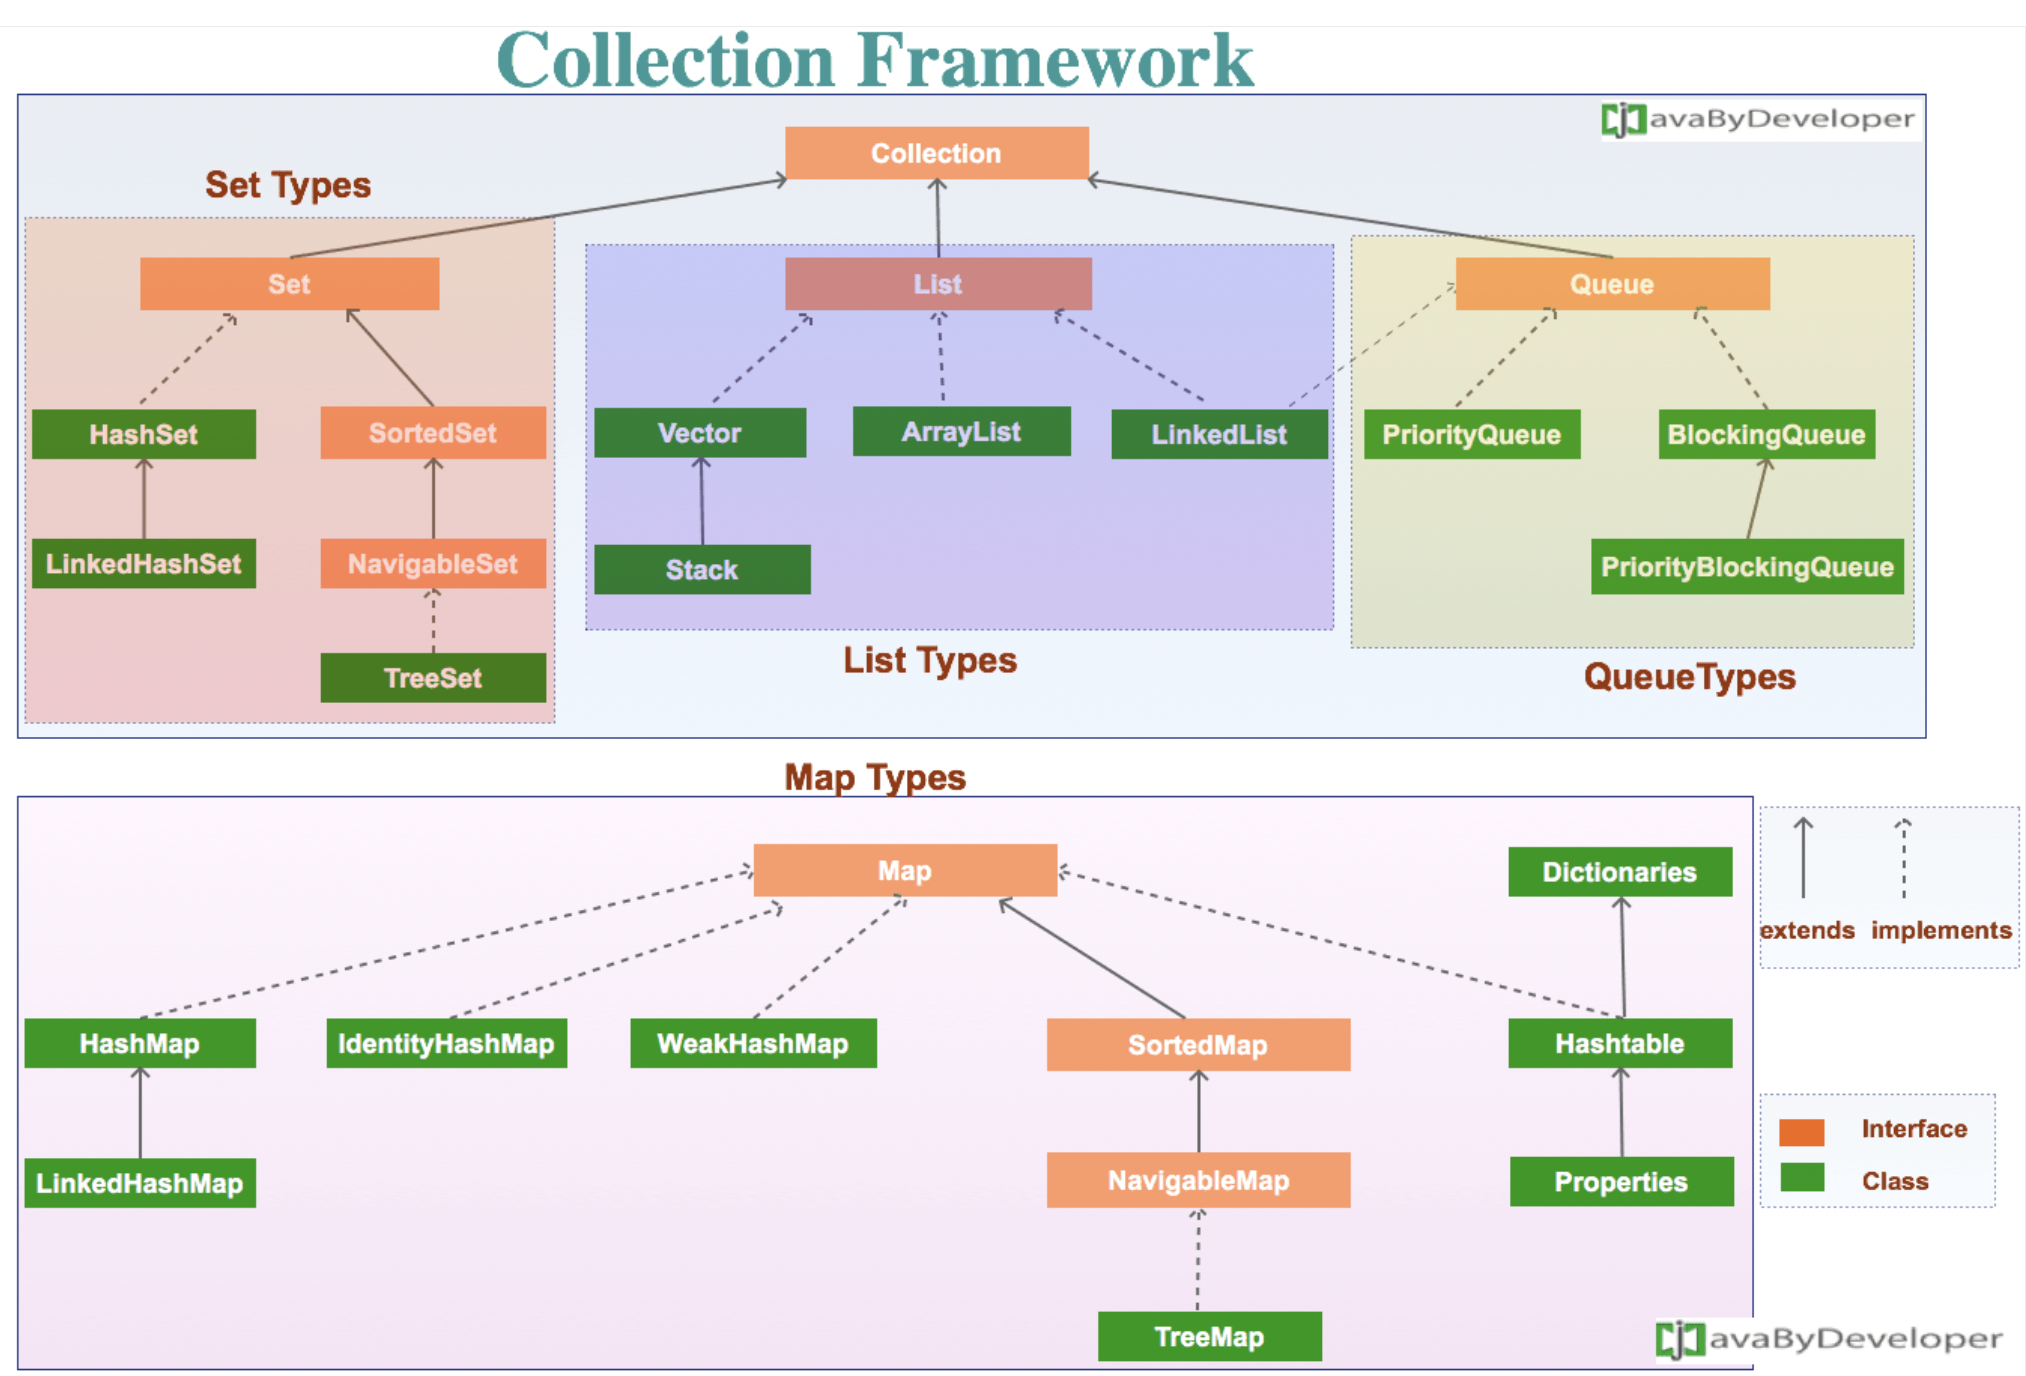 Collection Framework
JavaByDeveloper
Collection
Set Types
Set
List
Queue
HashSet
SortedSet
Vector
ArrayList
LinkedList
PriorityQueue
BlockingQueue
LinkedHashSet
NavigableSet
Stack
PriorityBlockingQueue
TreeSet
List Types
QueueTypes
Map Types
Map
Dictionaries
extends implements
HashMap
IdentityHashMap
WeakHashMap
SortedMap
Hashtable
Interface
LinkedHashMap
NavigableMap
Properties
Class
TreeMap
JavaByDeveloper